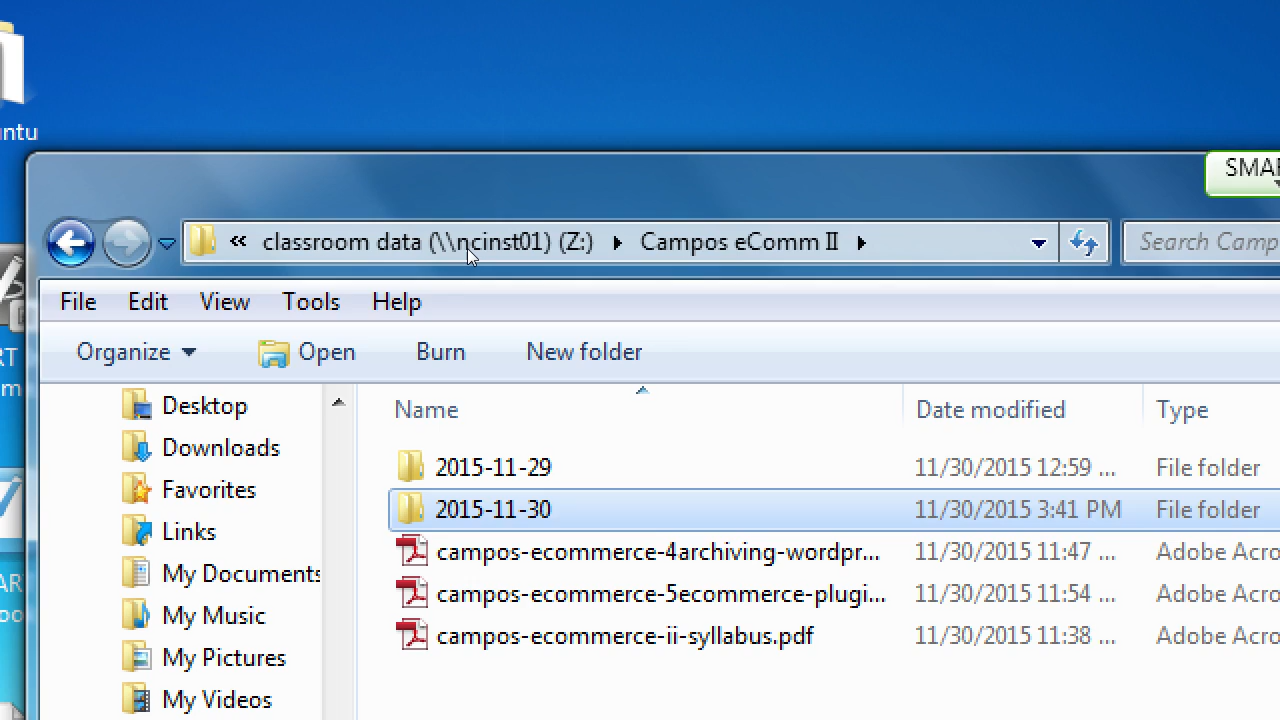 ntu
SMA
« classroom data (\\ncinst01) (Z:) Campos eComm II
Search Camp
File Edit View Tools Help
Organize Open Burn New folder
Desktop
Downloads
Favorites
Links
My Documents
My Music
My Pictures
My Videos
Name Date modified Type
2015-11-29 11/30/2015 12:59 ... File folder
2015-11-30 11/30/2015 3:41 PM File folder
campos-ecommerce-4archiving-wordpr... 11/30/2015 11:47 ... Adobe Acro
campos-ecommerce-5ecommerce-plugi... 11/30/2015 11:54 ... Adobe Acro
campos-ecommerce-ii-syllabus.pdf 11/30/2015 11:38 ... Adobe Acro